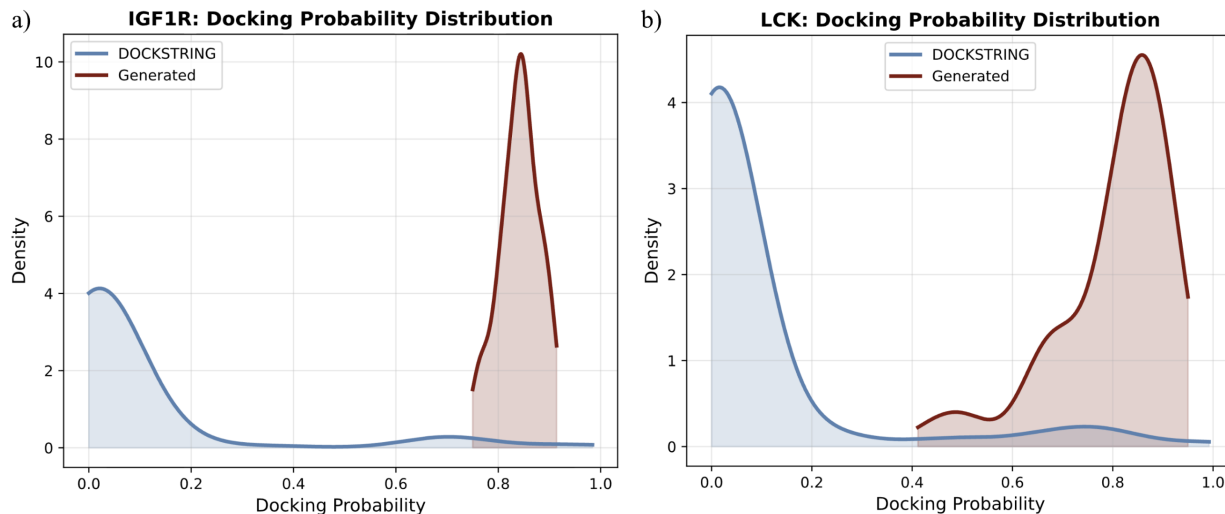 a)
IGF1R: Docking Probability Distribution
DOCKSTRING
Generated
Density
10
8
6
4
2
0
0.0 0.2 0.4 0.6 0.8 1.0
Docking Probability
b)
LCK: Docking Probability Distribution
DOCKSTRING
Generated
Density
4
3
2
1
0
0.0 0.2 0.4 0.6 0.8 1.0
Docking Probability